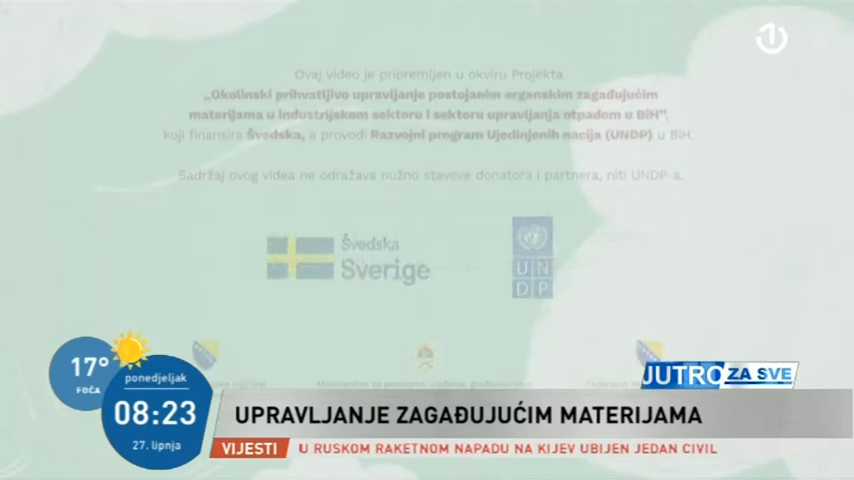 1
Ovaj video je pripremljen u okviru Projekta
„Okolinski prihvatljivo upravljanje postojanim organskim zagađujućim
materijama u industrijskom sektoru i sektoru upravljanja otpadom u BiH”,
koji finansira Švedska, a provodi Razvojni program Ujedinjenih nacija (UNDP) u BiH.
Sadržaj ovog videa ne odražava nužno stavove donatora i partnera, niti UNDP-a.
Švedska
Sverige
UN
DP
17°
FOČA
ponedjeljak
08:23
27. lipnja
JUTRO ZA SVE
UPRAVLJANJE ZAGAĐUJUĆIM MATERIJAMA
VIJESTI U RUSKOM RAKETNOM NAPADU NA KIJEV UBIJEN JEDAN CIVIL